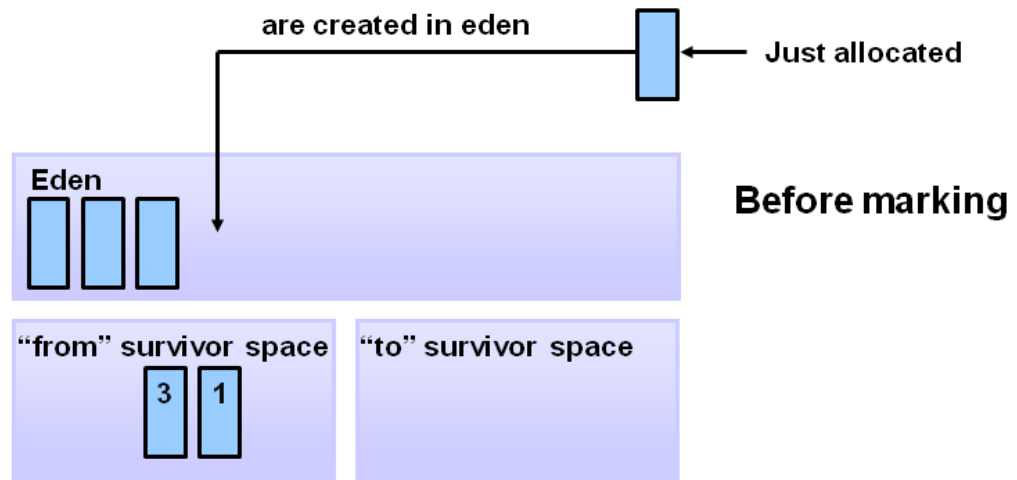 are created in eden
Just allocated
Eden
Before marking
“from” survivor space
“to” survivor space
3 1